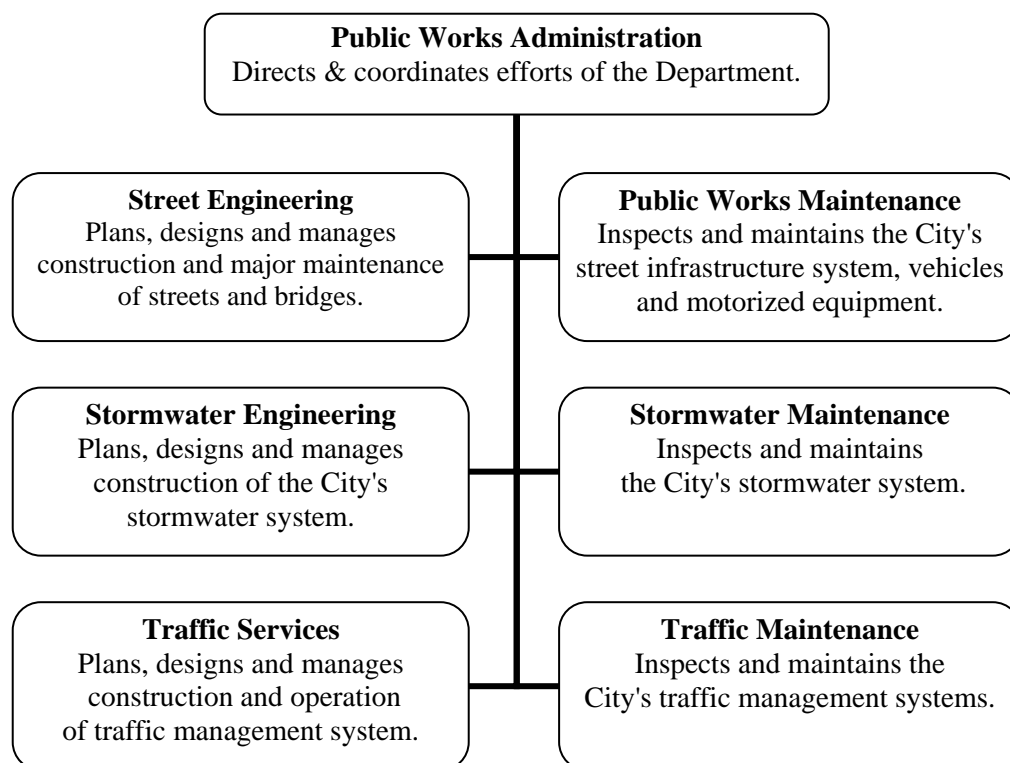 Public Works Administration
Directs & coordinates efforts of the Department.
Street Engineering
Plans, designs and manages
construction and major maintenance
of streets and bridges.
Public Works Maintenance
Inspects and maintains the City's
street infrastructure system, vehicles
and motorized equipment.
Stormwater Engineering
Plans, designs and manages
construction of the City's
stormwater system.
Stormwater Maintenance
Inspects and maintains
the City's stormwater system.
Traffic Services
Plans, designs and manages
construction and operation
of traffic management system.
Traffic Maintenance
Inspects and maintains the
City's traffic management systems.